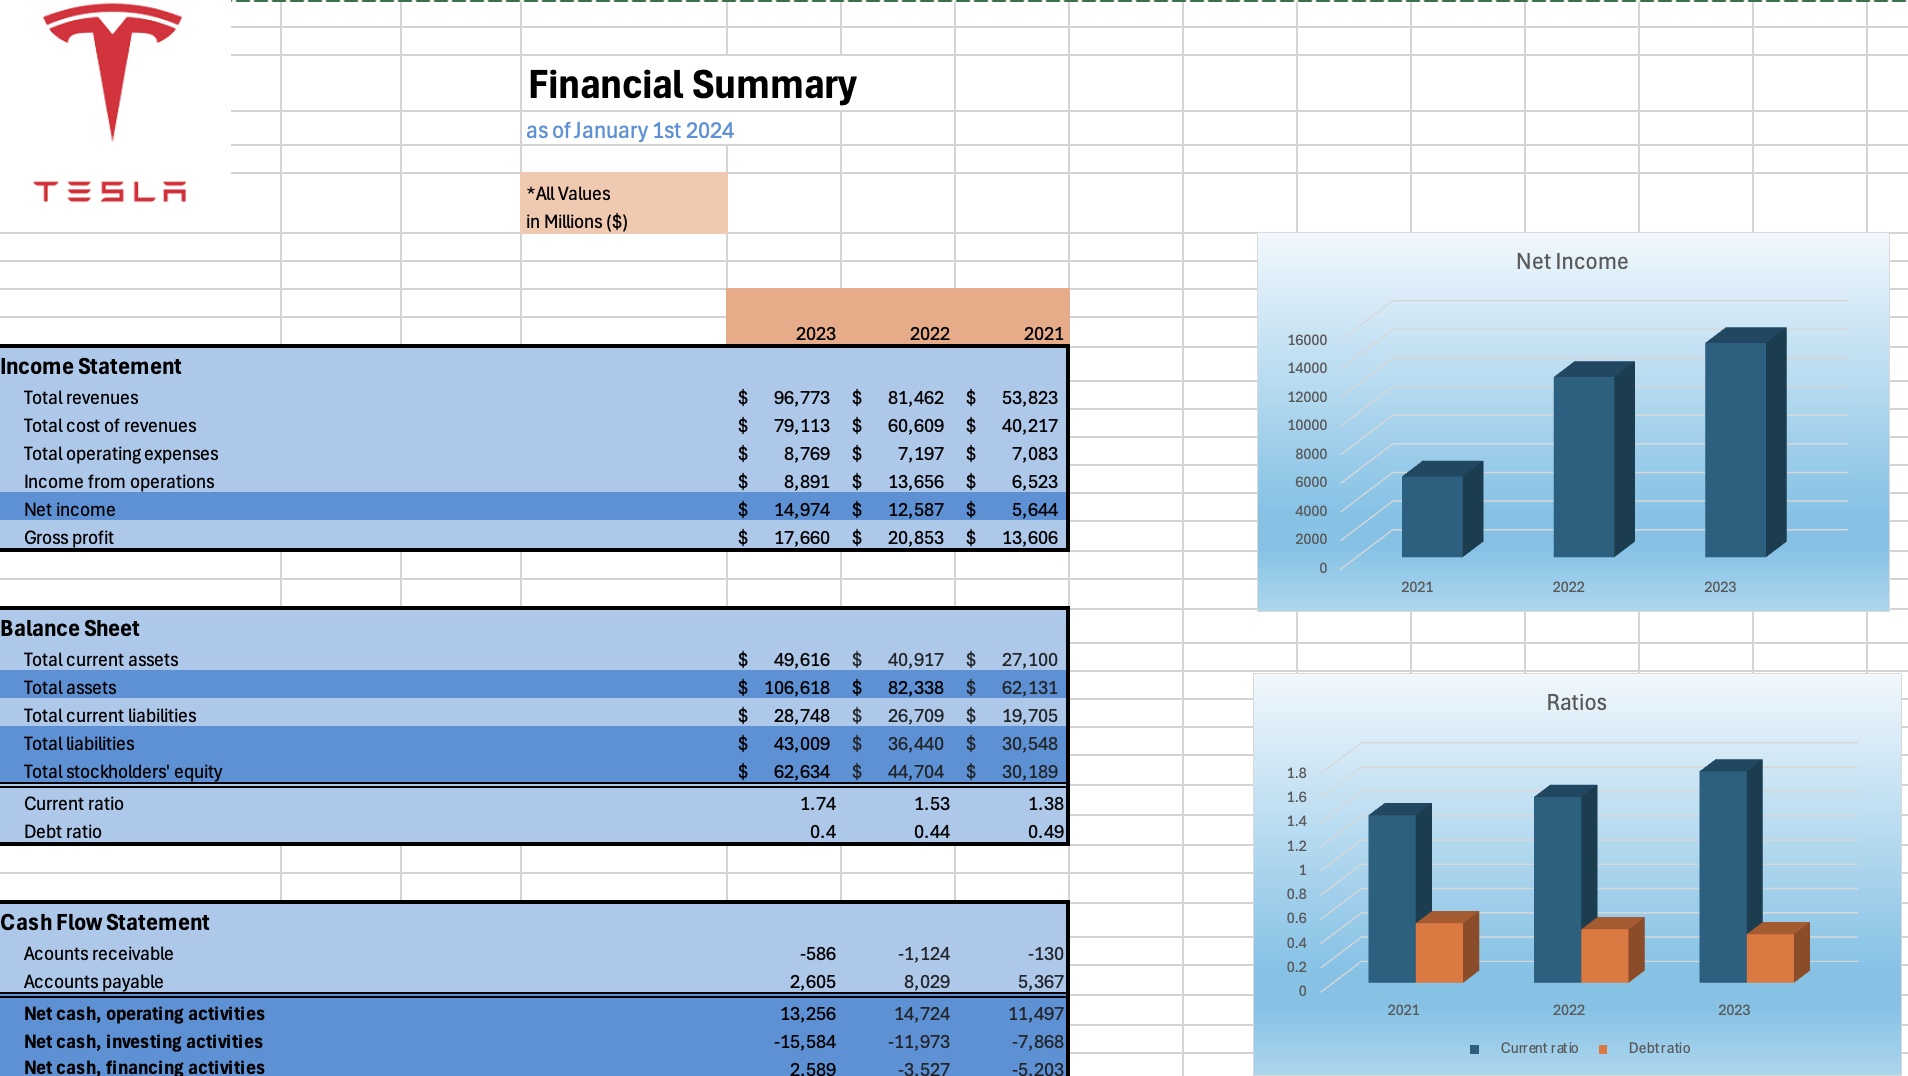 TESLA
Financial Summary
as of January 1st 2024
*All Values
in Millions ($)
2023 2022 2021
Income Statement
Total revenues $ 96,773 $ 81,462 $ 53,823
Total cost of revenues $ 79,113 $ 60,609 $ 40,217
Total operating expenses $ 8,769 $ 7,197 $ 7,083
Income from operations $ 8,891 $ 13,656 $ 6,523
Net income $ 14,974 $ 12,587 $ 5,644
Gross profit $ 17,660 $ 20,853 $ 13,606
Balance Sheet
Total current assets $ 49,616 $ 40,917 $ 27,100
Total assets $ 106,618 $ 82,338 $ 62,131
Total current liabilities $ 28,748 $ 26,709 $ 19,705
Total liabilities $ 43,009 $ 36,440 $ 30,548
Total stockholders' equity $ 62,634 $ 44,704 $ 30,189
Current ratio 1.74 1.53 1.38
Debt ratio 0.4 0.44 0.49
Cash Flow Statement
Acounts receivable -586 -1,124 -130
Accounts payable 2,605 8,029 5,367
Net cash, operating activities 13,256 14,724 11,497
Net cash, investing activities -15,584 -11,973 -7,868
Net cash, financing activities 2,589 -3,527 -5,203
Net Income
16000
14000
12000
10000
8000
6000
4000
2000
0
2021 2022 2023
Ratios
1.8
1.6
1.4
1.2
1
0.8
0.6
0.4
0.2
0
2021 2022 2023
Current ratio Debt ratio